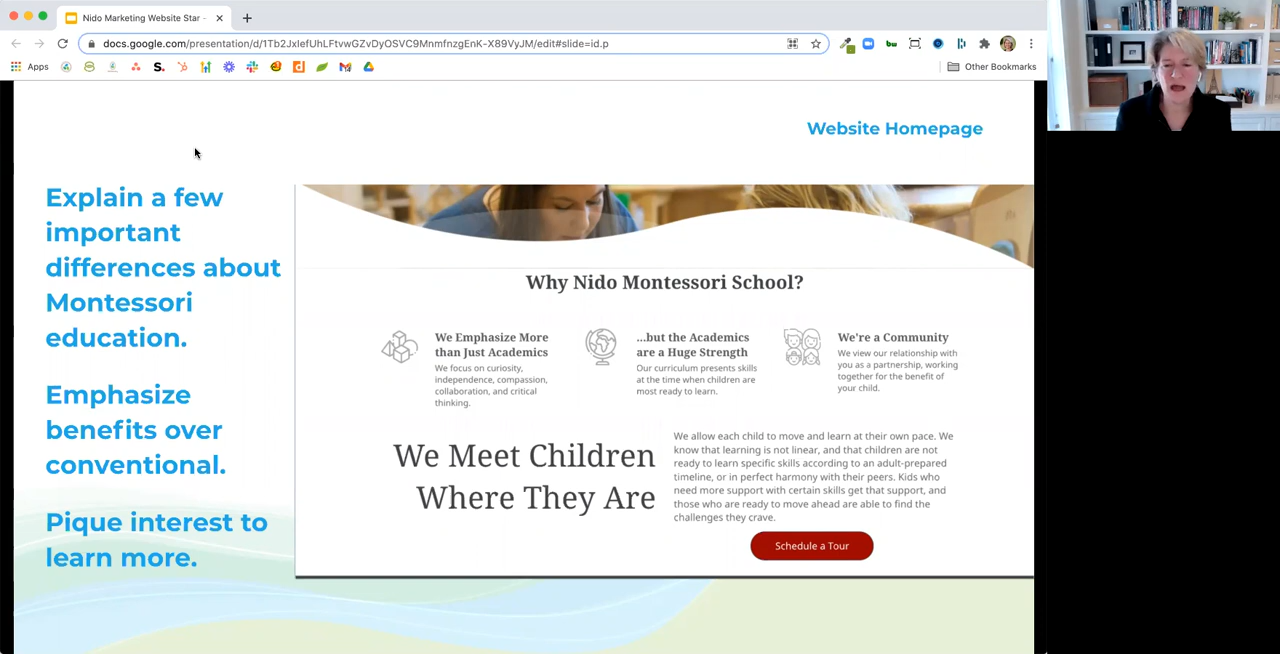 Nido Marketing Website Star -
docs.google.com/presentation/d/1Tb2JxIefUhLFtvwGZvDyOSVC9MnmfnzgEnK-X89VyJM/edit#slide=id.p
Apps
S.
bw
Other Bookmarks
Website Homepage
Explain a few
important
differences about
Montessori
education.
Emphasize
benefits over
conventional.
Pique interest to
learn more.
Why Nido Montessori School?
We Emphasize More
than Just Academics
We focus on curiosity,
independence, compassion,
collaboration, and critical
thinking.
...but the Academics
are a Huge Strength
Our curriculum presents skills
at the time when children are
most ready to learn.
We're a Community
We view our relationship with
you as a partnership, working
together for the benefit of
your child.
We Meet Children
Where They Are
We allow each child to move and learn at their own pace. We
know that learning is not linear, and that children are not
ready to learn specific skills according to an adult-prepared
timeline, or in perfect harmony with their peers. Kids who
need more support with certain skills get that support, and
those who are ready to move ahead are able to find the
challenges they crave.
Schedule a Tour